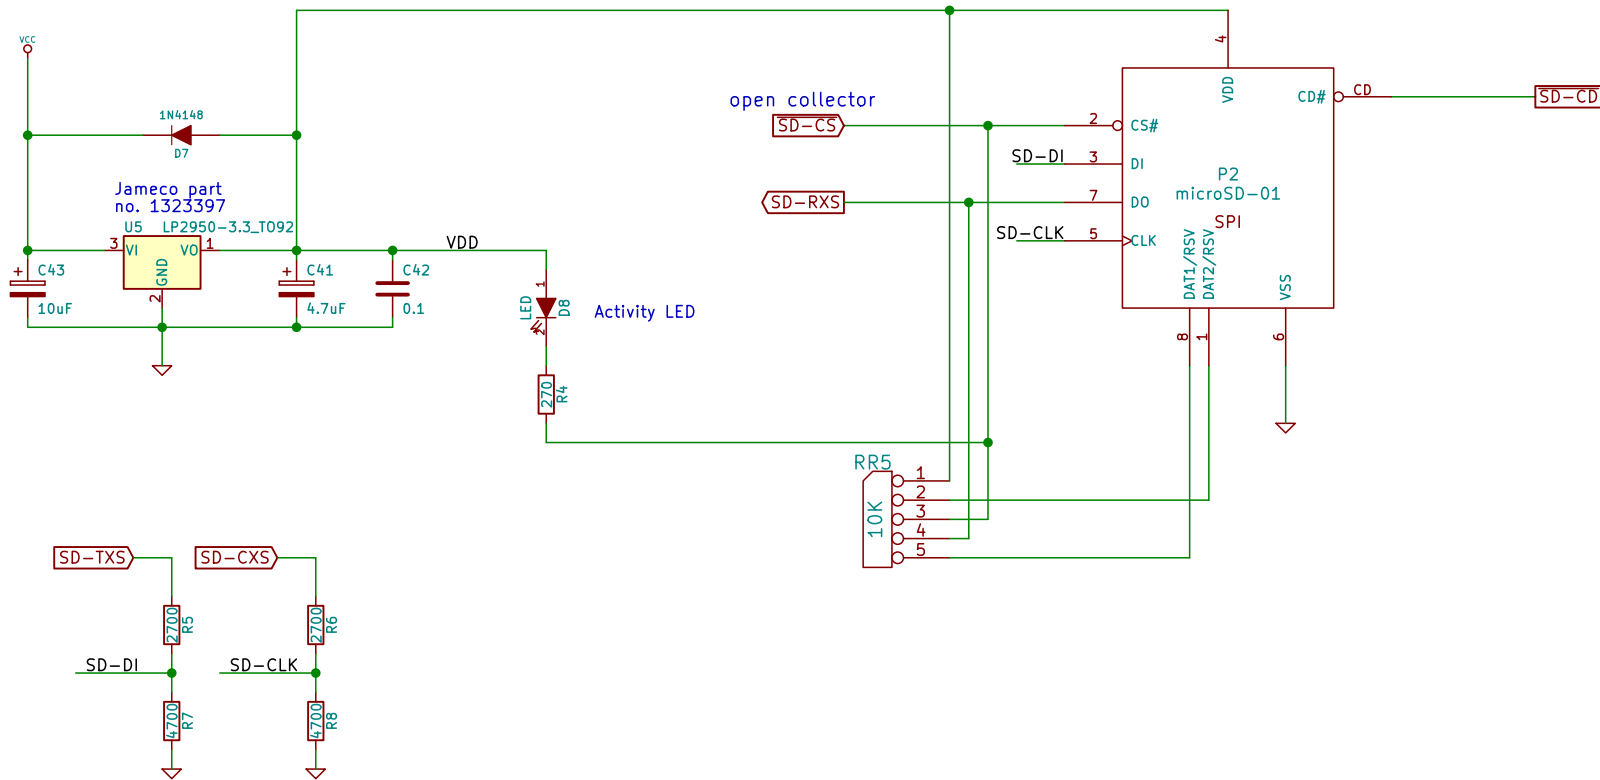 VCC
1N4148
D7
Jameco part
no. 1323397
U5 LP2950-3.3_TO92
3 VI VO 1
GND
2
+ C43
10uF
+ C41
4.7uF
C42
0.1
VDD
1
LED
D8
2
Activity LED
270
R4
open collector
SD-CS
SD-RXS
SD-DI
SD-CLK
2
3
7
5
4
VDD
CD#
CD
SD-CD
CS#
DI
DO
CLK
P2
microSD-01
SPI
DAT1/RSV
DAT2/RSV
VSS
8
1
6
RR5
10K
1
2
3
4
5
SD-TXS
SD-CXS
2700
R5
2700
R6
SD-DI
SD-CLK
4700
R7
4700
R8